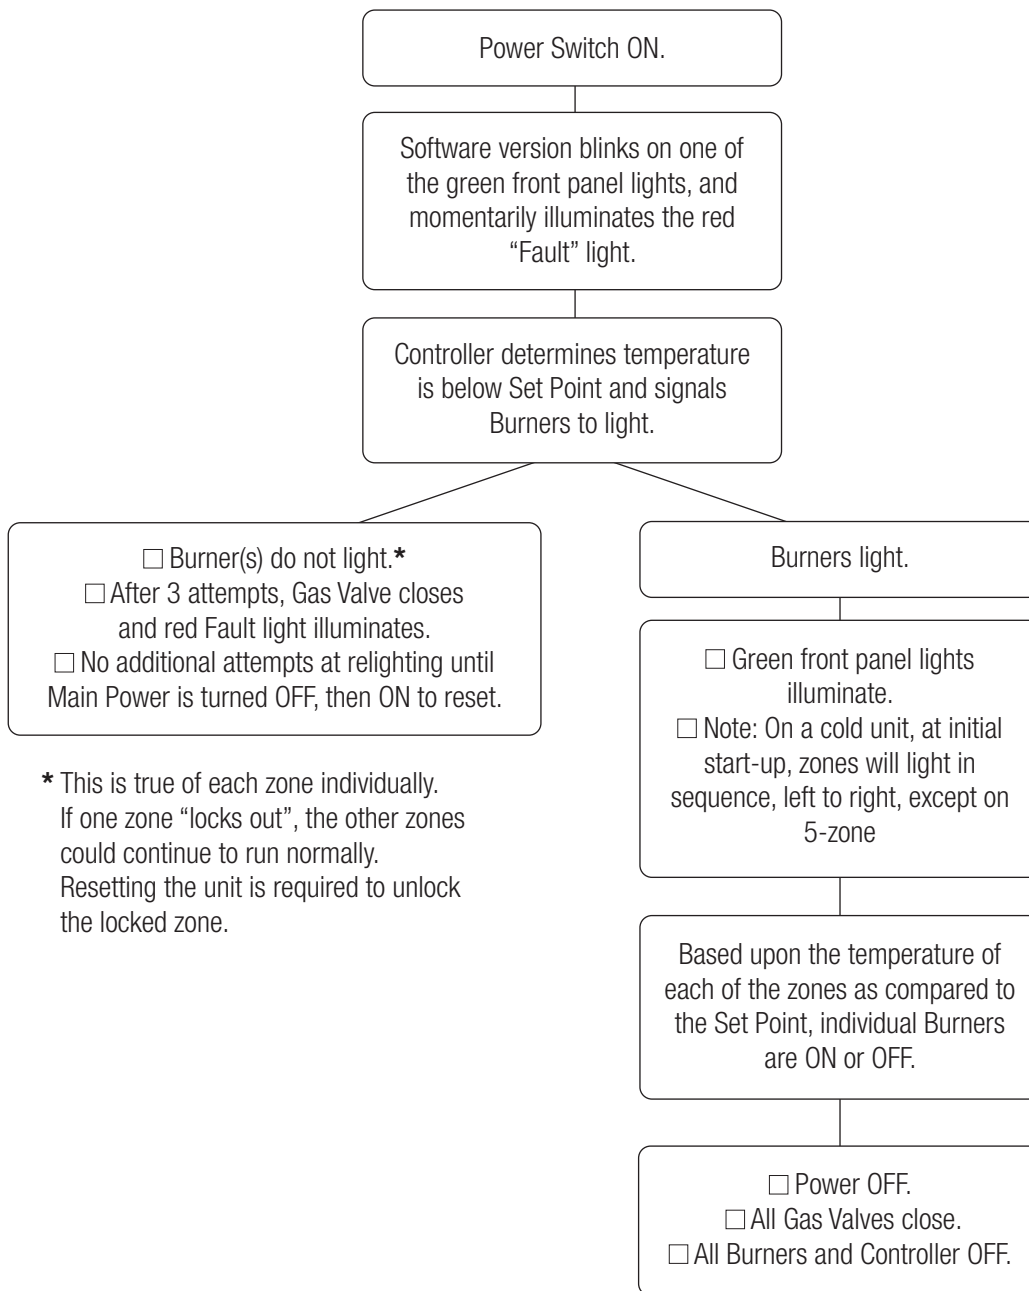 Power Switch ON.
Software version blinks on one of
the green front panel lights, and
momentarily illuminates the red
“Fault” light.
Controller determines temperature
is below Set Point and signals
Burners to light.
☐ Burner(s) do not light.*
☐ After 3 attempts, Gas Valve closes
and red Fault light illuminates.
☐ No additional attempts at relighting until
Main Power is turned OFF, then ON to reset.
* This is true of each zone individually.
If one zone “locks out”, the other zones
could continue to run normally.
Resetting the unit is required to unlock
the locked zone.
Burners light.
☐ Green front panel lights
illuminate.
☐ Note: On a cold unit, at initial
start-up, zones will light in
sequence, left to right, except on
5-zone
Based upon the temperature of
each of the zones as compared to
the Set Point, individual Burners
are ON or OFF.
☐ Power OFF.
☐ All Gas Valves close.
☐ All Burners and Controller OFF.